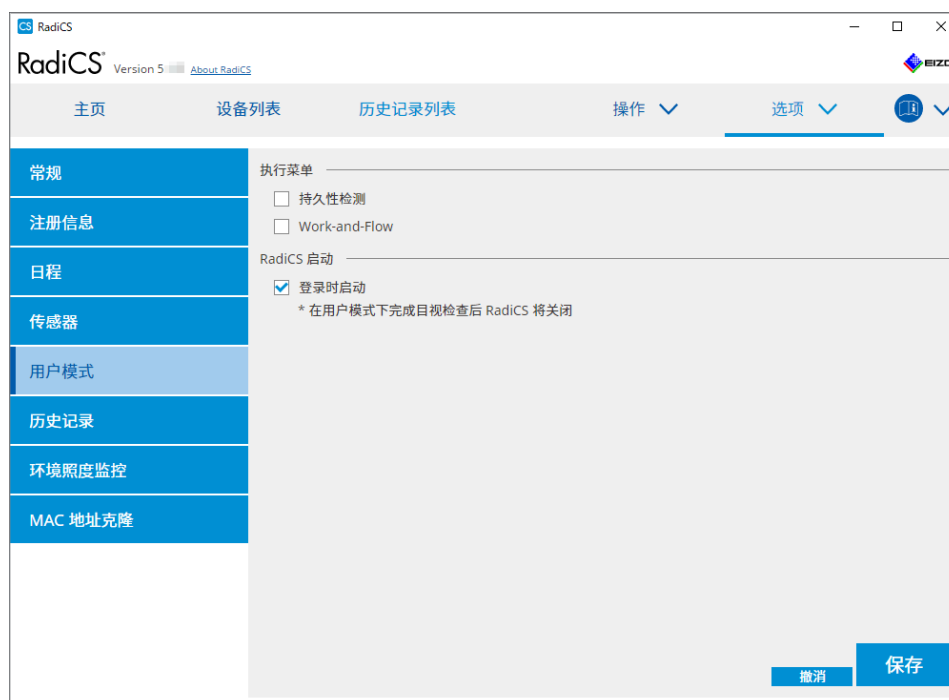 CS RadiCS
RadiCS Version 5 About RadiCS
EIZO
主页 设备列表 历史记录列表 操作 选项
常规
注册信息
日程
传感器
用户模式
历史记录
环境照度监控
MAC 地址克隆
执行菜单
持久性检测
Work-and-Flow
RadiCS 启动
登录时启动
* 在用户模式下完成目视检查后 RadiCS 将关闭
撤消 保存